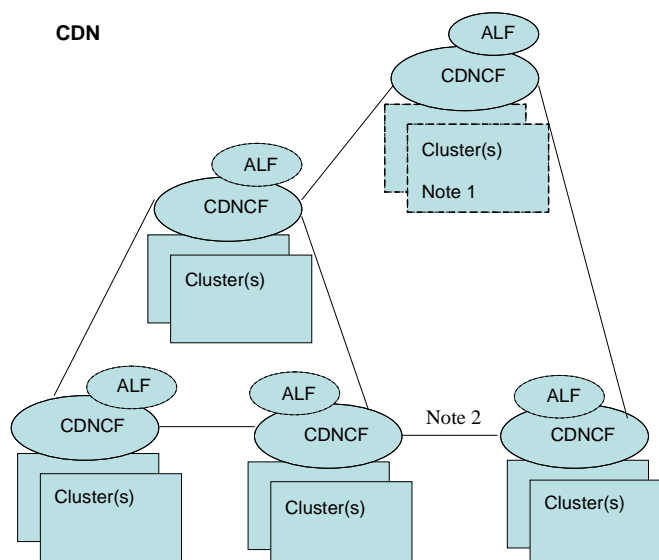 CDN
ALF
CDNCF
Cluster(s)
Note 1
ALF
CDNCF
Cluster(s)
ALF
CDNCF
Cluster(s)
ALF
CDNCF
Cluster(s)
Note 2
ALF
CDNCF
Cluster(s)